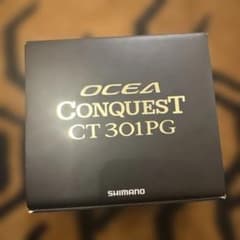 OCEA
CONQUEST
CT 301PG
SHIMANO